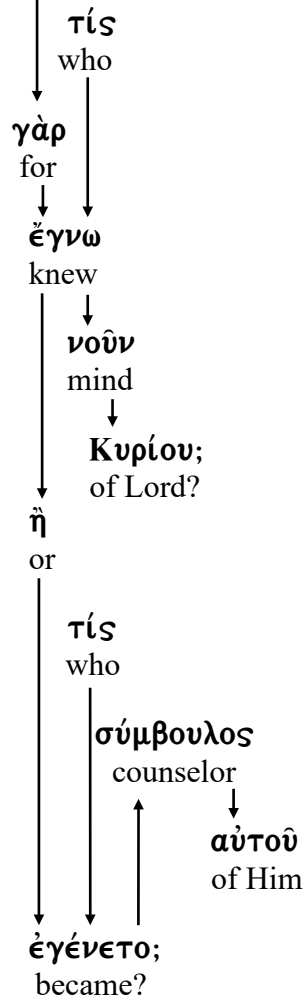 τίς
who
γὰρ
for
ἔγνω
knew
νοῦν
mind
Κυρίου;
of Lord?
ἢ
or
τίς
who
σύμβουλος
counselor
αὐτοῦ
of Him
ἐγένετο;
became?